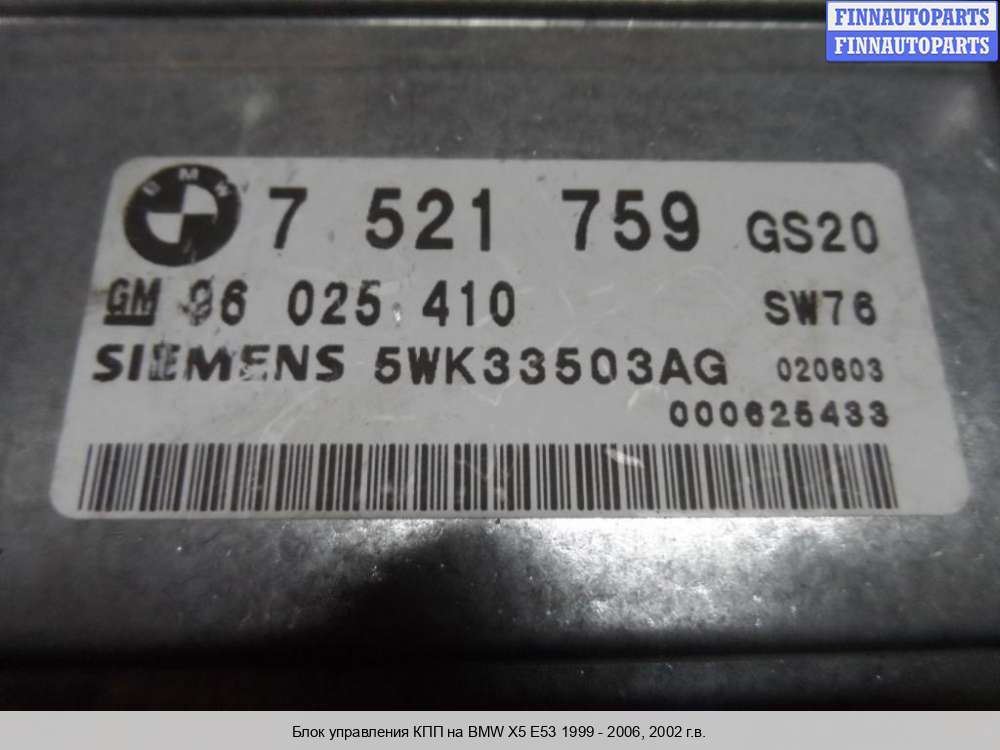 FINNAUTOPARTS
FINNAUTOPARTS
BMW 7 521 759 GS20
GM 96 025 410 SW76
SIEMENS 5WK33503AG 020603
000625433
Блок управления КПП на BMW X5 E53 1999 - 2006, 2002 г.в.